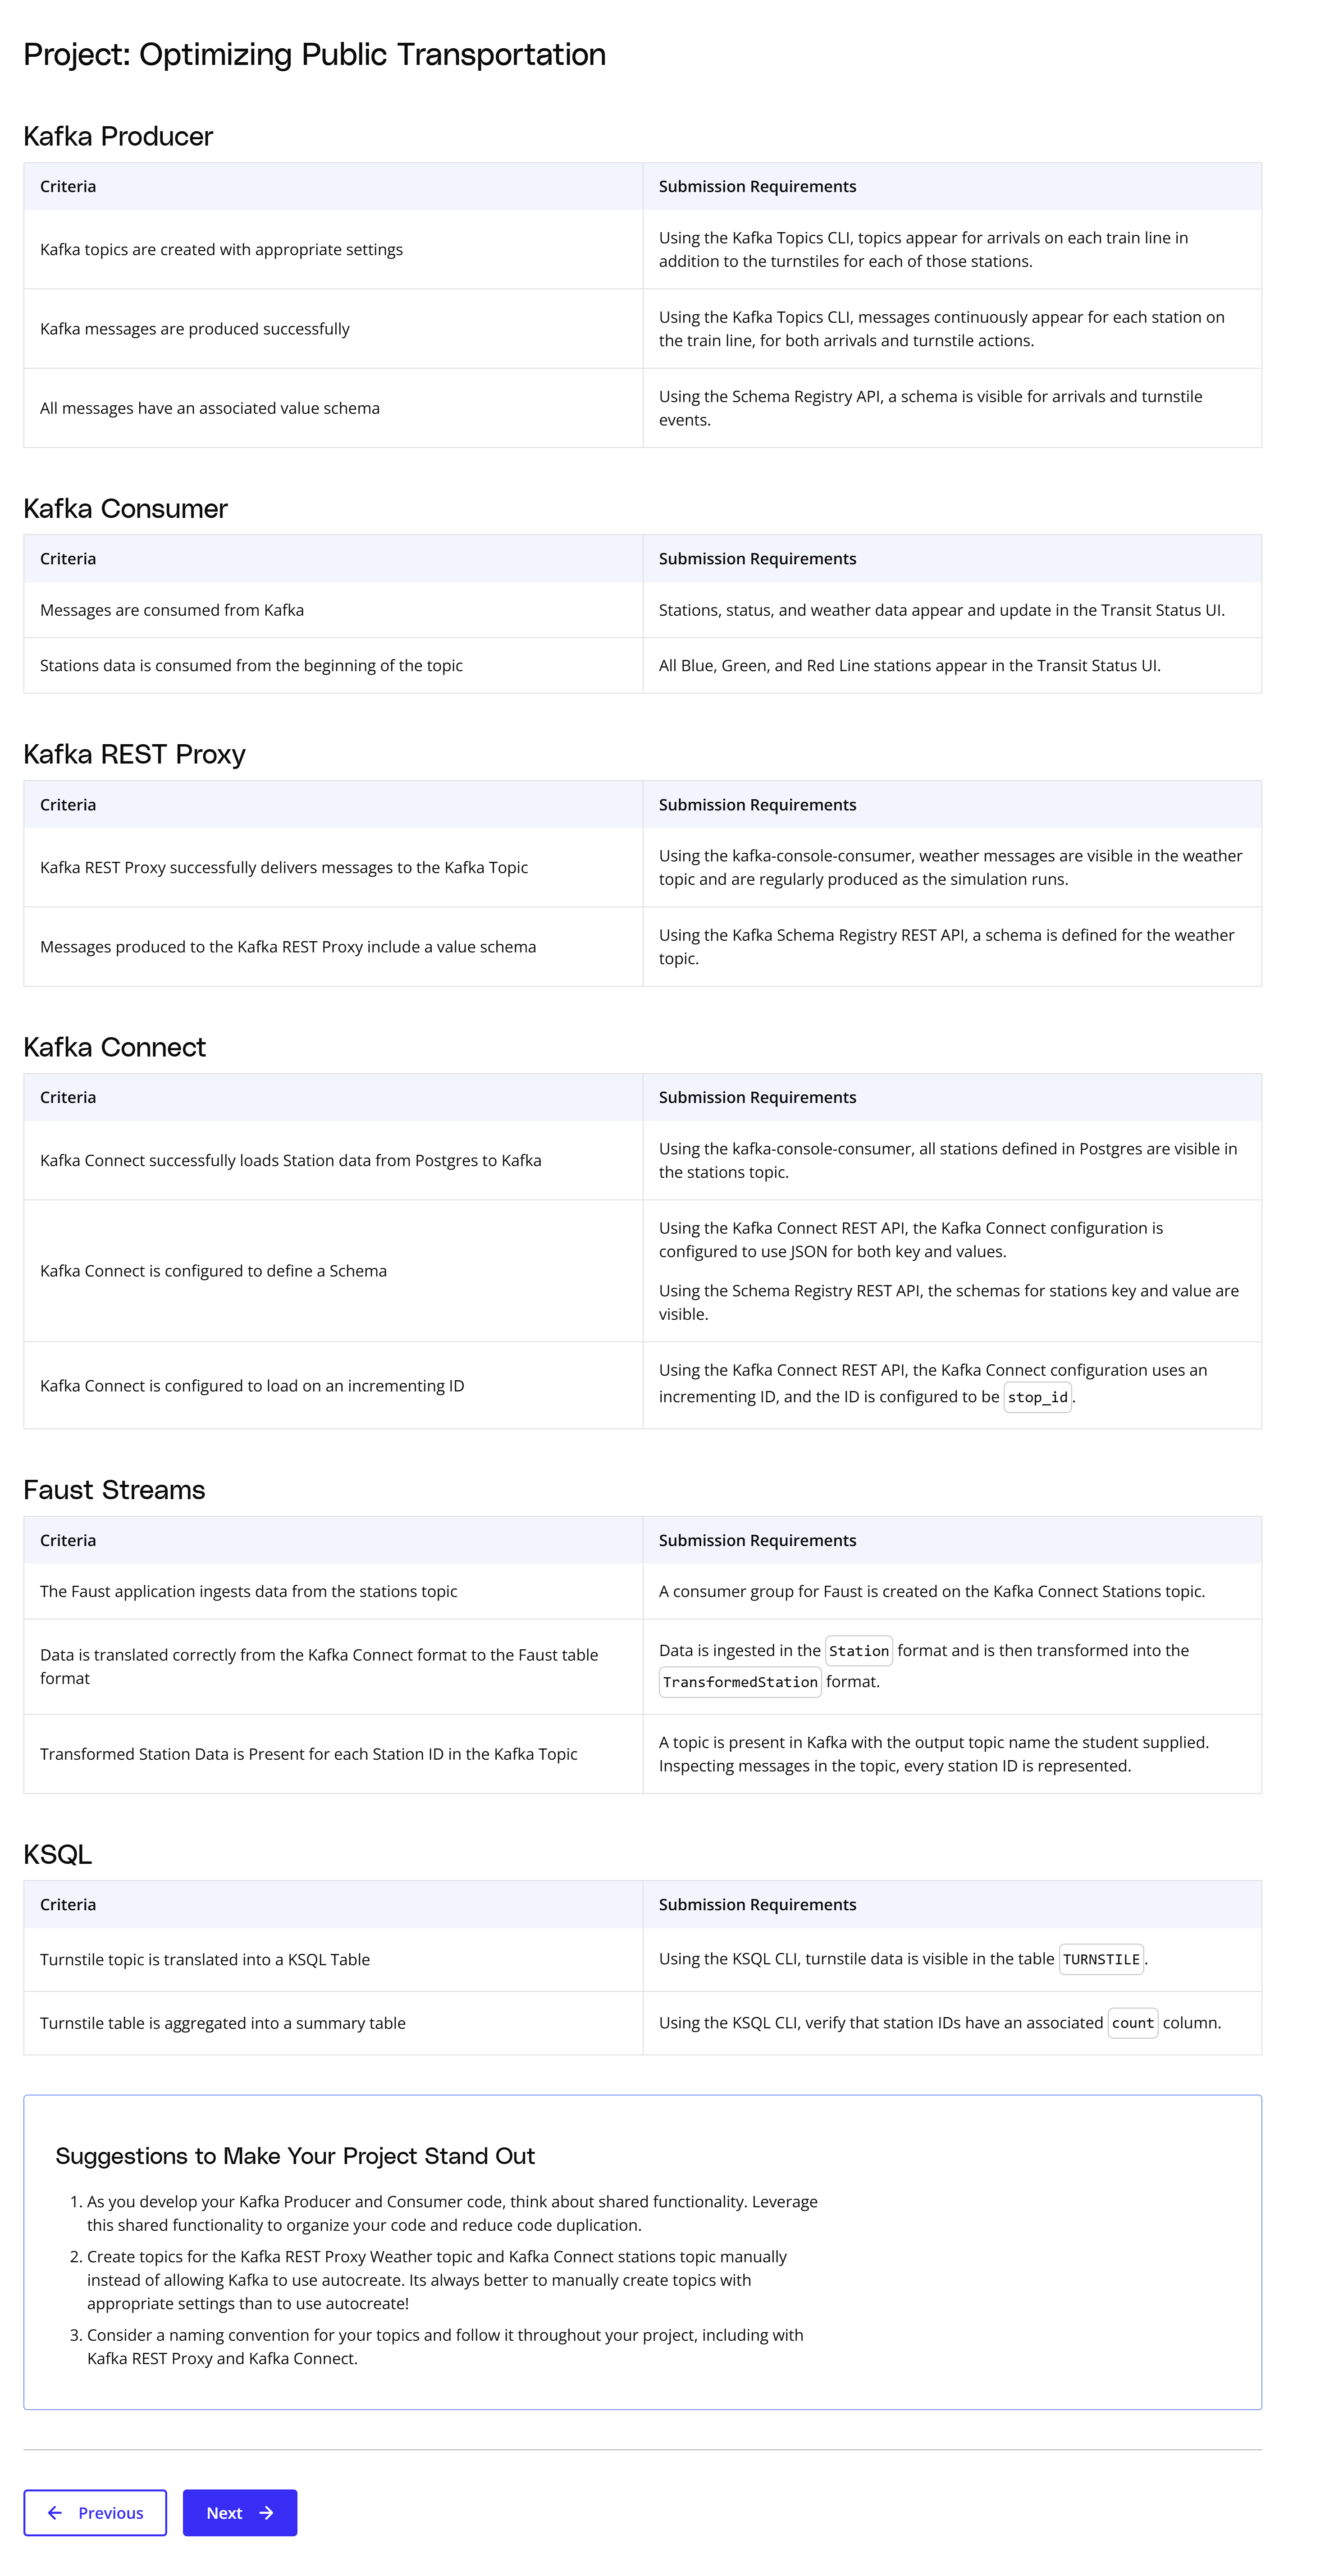 Project: Optimizing Public Transportation
Kafka Producer
Criteria
Submission Requirements
Kafka topics are created with appropriate settings
Using the Kafka Topics CLI, topics appear for arrivals on each train line in
addition to the turnstiles for each of those stations.
Kafka messages are produced successfully
Using the Kafka Topics CLI, messages continuously appear for each station on
the train line, for both arrivals and turnstile actions.
All messages have an associated value schema
Using the Schema Registry API, a schema is visible for arrivals and turnstile
events.
Kafka Consumer
Criteria
Submission Requirements
Messages are consumed from Kafka
Stations, status, and weather data appear and update in the Transit Status UI.
Stations data is consumed from the beginning of the topic
All Blue, Green, and Red Line stations appear in the Transit Status UI.
Kafka REST Proxy
Criteria
Submission Requirements
Kafka REST Proxy successfully delivers messages to the Kafka Topic
Using the kafka-console-consumer, weather messages are visible in the weather
topic and are regularly produced as the simulation runs.
Messages produced to the Kafka REST Proxy include a value schema
Using the Kafka Schema Registry REST API, a schema is defined for the weather
topic.
Kafka Connect
Criteria
Submission Requirements
Kafka Connect successfully loads Station data from Postgres to Kafka
Using the kafka-console-consumer, all stations defined in Postgres are visible in
the stations topic.
Kafka Connect is configured to define a Schema
Using the Kafka Connect REST API, the Kafka Connect configuration is
configured to use JSON for both key and values.
Using the Schema Registry REST API, the schemas for stations key and value are
visible.
Kafka Connect is configured to load on an incrementing ID
Using the Kafka Connect REST API, the Kafka Connect configuration uses an
incrementing ID, and the ID is configured to be stop_id.
Faust Streams
Criteria
Submission Requirements
The Faust application ingests data from the stations topic
A consumer group for Faust is created on the Kafka Connect Stations topic.
Data is translated correctly from the Kafka Connect format to the Faust table
format
Data is ingested in the Station format and is then transformed into the
TransformedStation format.
Transformed Station Data is Present for each Station ID in the Kafka Topic
A topic is present in Kafka with the output topic name the student supplied.
Inspecting messages in the topic, every station ID is represented.
KSQL
Criteria
Submission Requirements
Turnstile topic is translated into a KSQL Table
Using the KSQL CLI, turnstile data is visible in the table TURNSTILE.
Turnstile table is aggregated into a summary table
Using the KSQL CLI, verify that station IDs have an associated count column.
Suggestions to Make Your Project Stand Out
1. As you develop your Kafka Producer and Consumer code, think about shared functionality. Leverage
this shared functionality to organize your code and reduce code duplication.
2. Create topics for the Kafka REST Proxy Weather topic and Kafka Connect stations topic manually
instead of allowing Kafka to use autocreate. Its always better to manually create topics with
appropriate settings than to use autocreate!
3. Consider a naming convention for your topics and follow it throughout your project, including with
Kafka REST Proxy and Kafka Connect.
← Previous
Next →